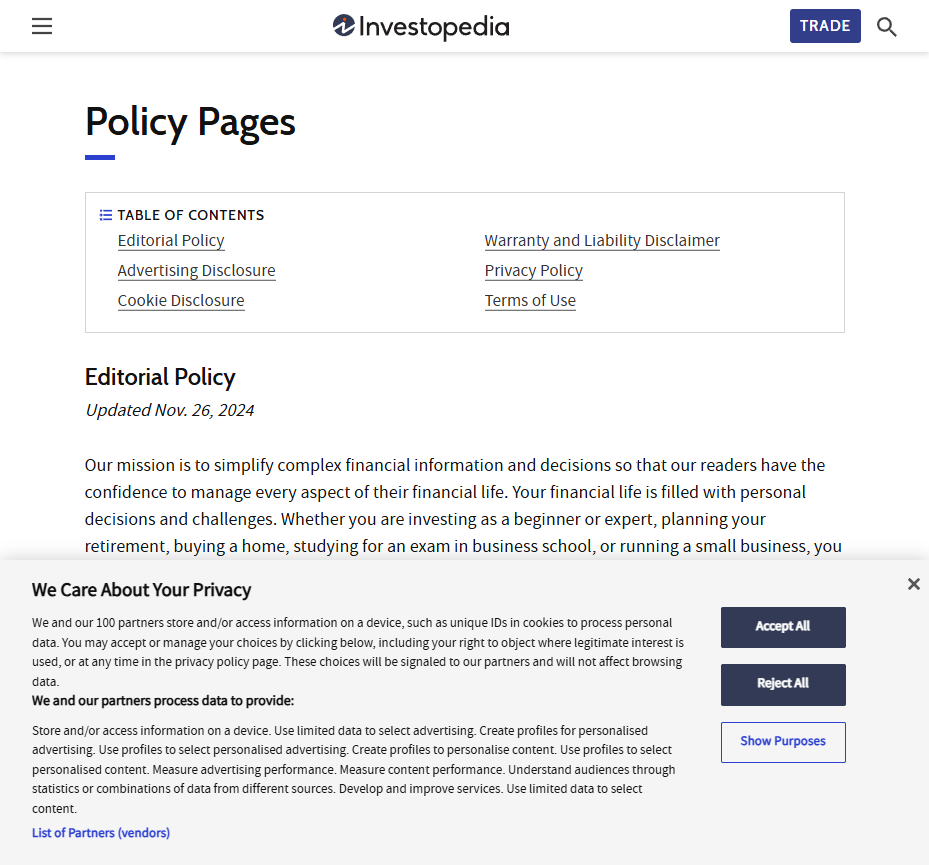 Investopedia
TRADE
Policy Pages
TABLE OF CONTENTS
Editorial Policy
Warranty and Liability Disclaimer
Advertising Disclosure
Privacy Policy
Cookie Disclosure
Terms of Use
Editorial Policy
Updated Nov. 26, 2024
Our mission is to simplify complex financial information and decisions so that our readers have the
confidence to manage every aspect of their financial life. Your financial life is filled with personal
decisions and challenges. Whether you are investing as a beginner or expert, planning your
retirement, buying a home, studying for an exam in business school, or running a small business, you
We Care About Your Privacy
We and our 100 partners store and/or access information on a device, such as unique IDs in cookies to process personal
data. You may accept or manage your choices by clicking below, including your right to object where legitimate interest is
used, or at any time in the privacy policy page. These choices will be signaled to our partners and will not affect browsing
data.
We and our partners process data to provide:
Store and/or access information on a device. Use limited data to select advertising. Create profiles for personalised
advertising. Use profiles to select personalised advertising. Create profiles to personalise content. Use profiles to select
personalised content. Measure advertising performance. Measure content performance. Understand audiences through
statistics or combinations of data from different sources. Develop and improve services. Use limited data to select
content.
List of Partners (vendors)
Accept All
Reject All
Show Purposes